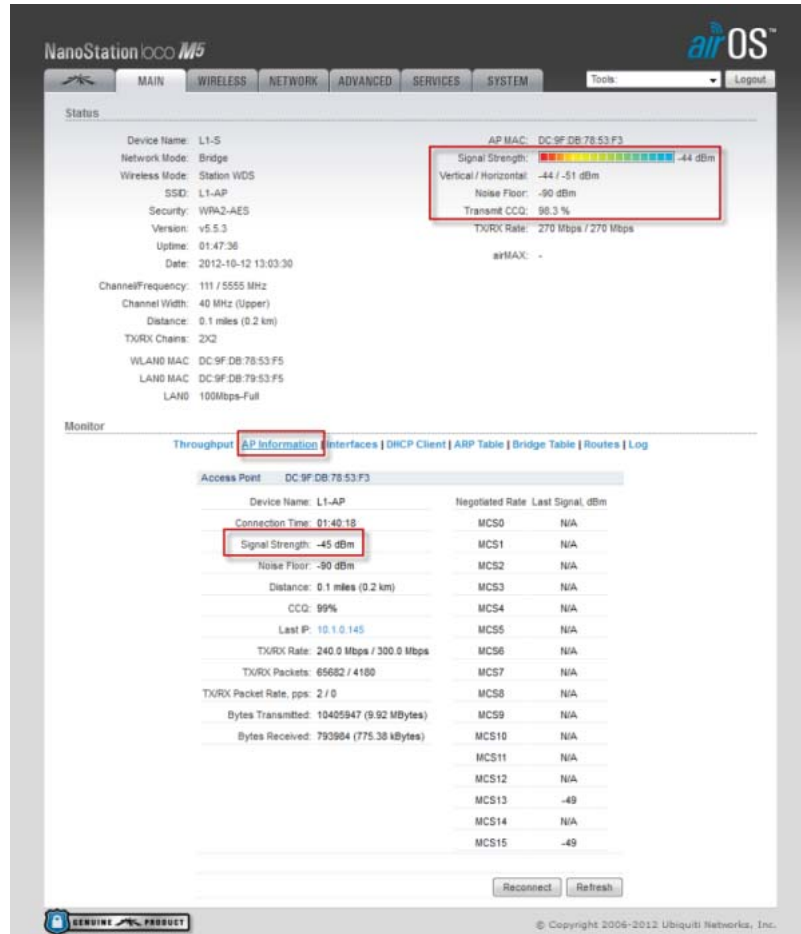 NanoStation loco M5
airOS™
MAIN WIRELESS NETWORK ADVANCED SERVICES SYSTEM Tools: Logout
Status
Device Name: L1-S
Network Mode: Bridge
Wireless Mode: Station WDS
SSID: L1-AP
Security: WPA2-AES
Version: v5.5.3
Uptime: 01:47:36
Date: 2012-10-12 13:03:30
Channel/Frequency: 111 / 5555 MHz
Channel Width: 40 MHz (Upper)
Distance: 0.1 miles (0.2 km)
TX/RX Chains: 2X2
WLAN0 MAC DC:9F:DB:78:53:F5
LAN0 MAC DC:9F:DB:79:53:F5
LAN0 100Mbps-Full
AP MAC: DC:9F:DB:78:53:F3
Signal Strength: -44 dBm
Vertical / Horizontal: -44 / -51 dBm
Noise Floor: -90 dBm
Transmit CCQ: 98.3 %
TX/RX Rate: 270 Mbps / 270 Mbps
airMAX: -
Monitor
Throughput | AP Information | Interfaces | DHCP Client | ARP Table | Bridge Table | Routes | Log
Access Point DC:9F:DB:78:53:F3
Device Name: L1-AP
Connection Time: 01:40:18
Signal Strength: -45 dBm
Noise Floor: -90 dBm
Distance: 0.1 miles (0.2 km)
CCQ: 99%
Last IP: 10.1.0.145
TX/RX Rate: 240.0 Mbps / 300.0 Mbps
TX/RX Packets: 65682 / 4180
TX/RX Packet Rate, pps: 2 / 0
Bytes Transmitted: 10405947 (9.92 MBytes)
Bytes Received: 793984 (775.38 kBytes)
Negotiated Rate Last Signal, dBm
MCS0 N/A
MCS1 N/A
MCS2 N/A
MCS3 N/A
MCS4 N/A
MCS5 N/A
MCS6 N/A
MCS7 N/A
MCS8 N/A
MCS9 N/A
MCS10 N/A
MCS11 N/A
MCS12 N/A
MCS13 -49
MCS14 N/A
MCS15 -49
Reconnect Refresh
GENUINE PRODUCT
© Copyright 2006-2012 Ubiquiti Networks, Inc.